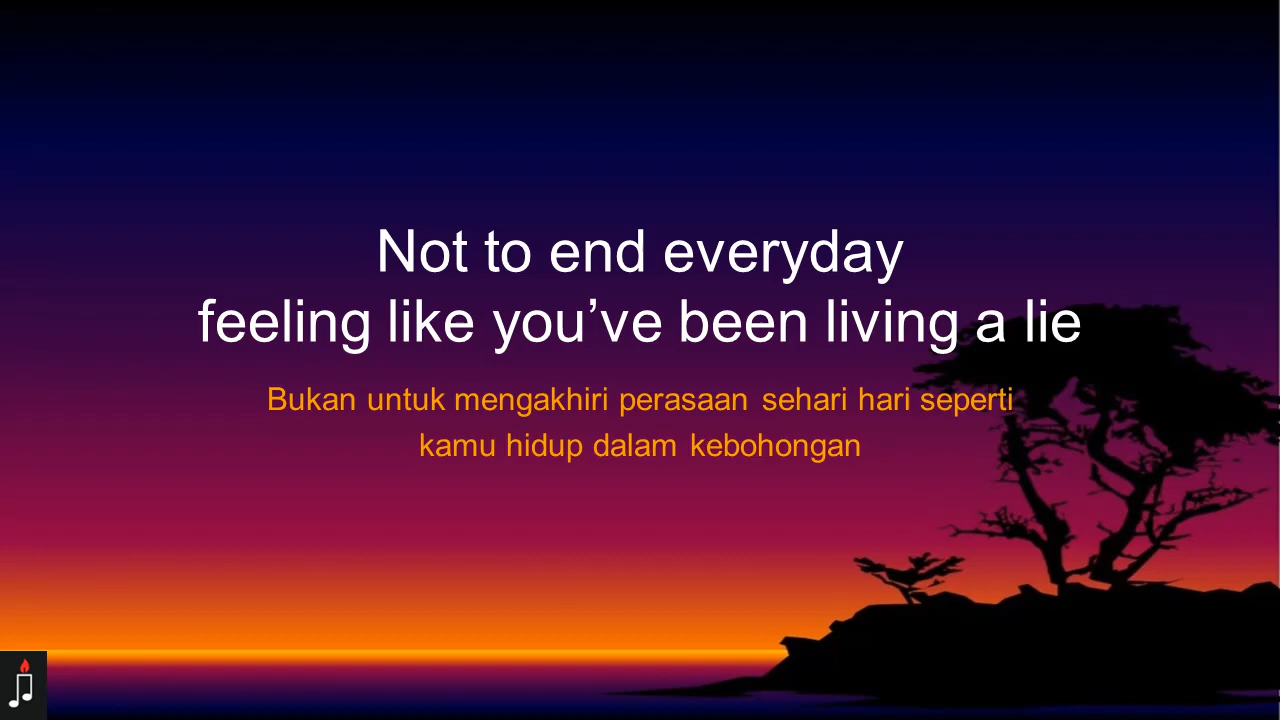 Not to end everyday
feeling like you’ve been living a lie
Bukan untuk mengakhiri perasaan sehari hari seperti
kamu hidup dalam kebohongan